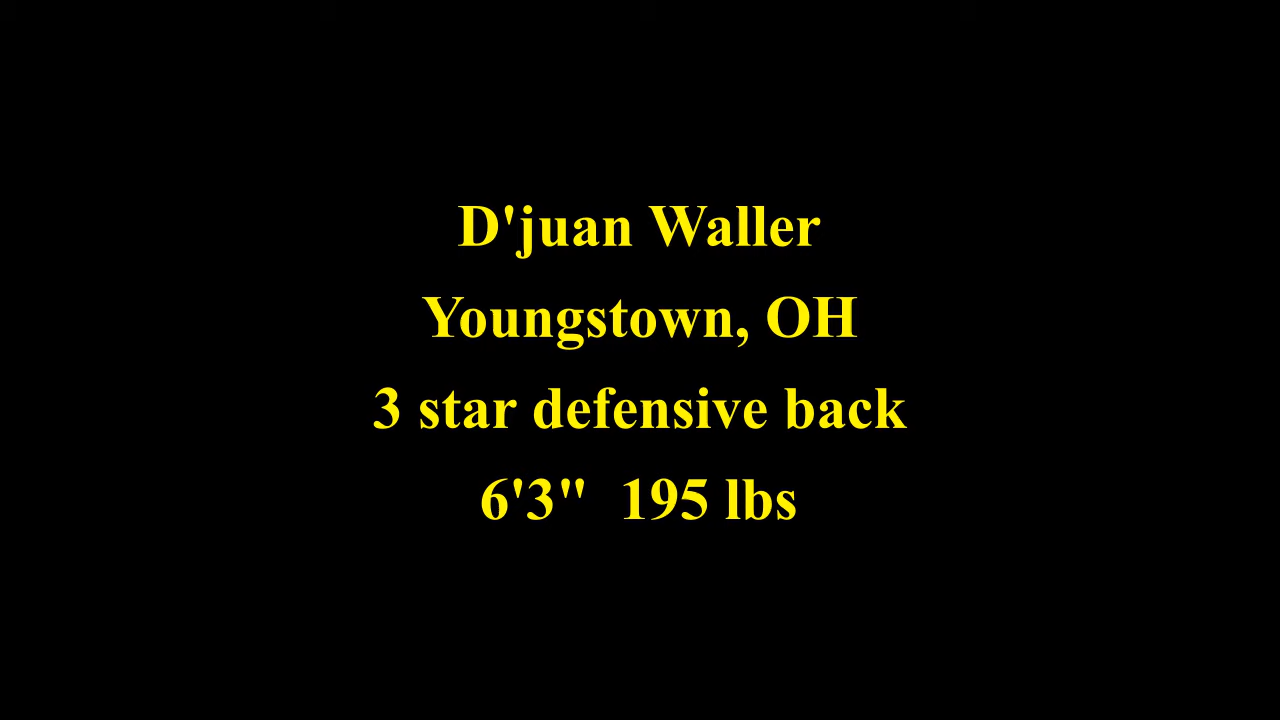 D'juan Waller
Youngstown, OH
3 star defensive back
6'3"  195 lbs